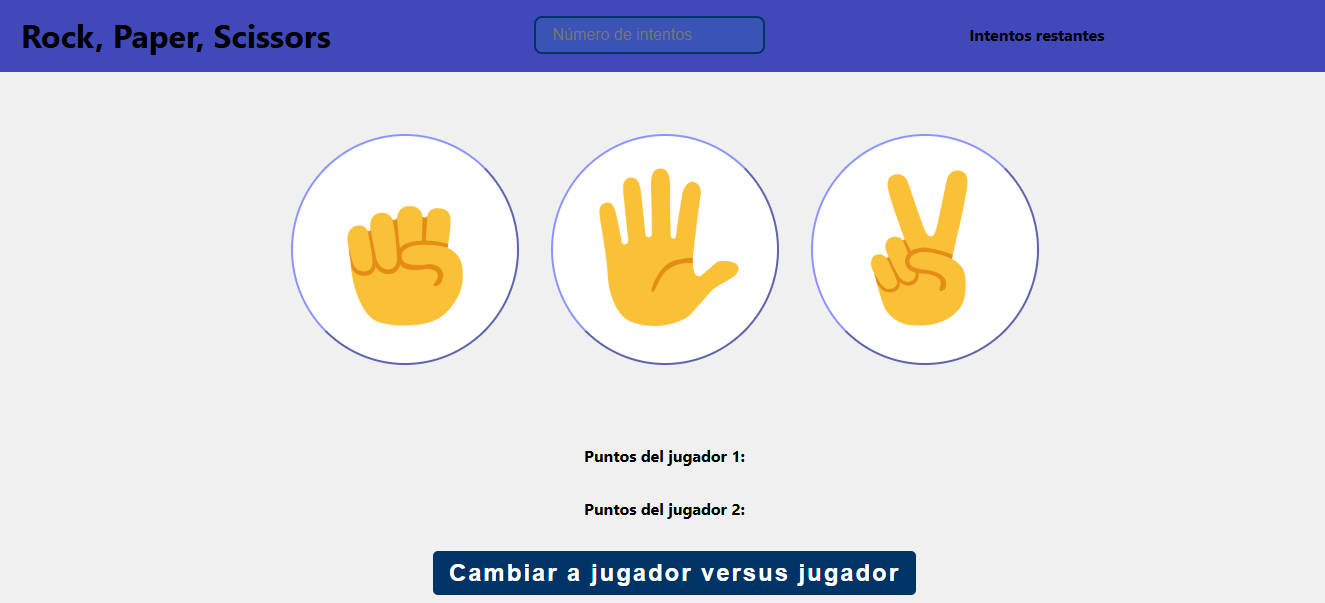 Rock, Paper, Scissors
Número de intentos
Intentos restantes
Puntos del jugador 1:
Puntos del jugador 2:
Cambiar a jugador versus jugador